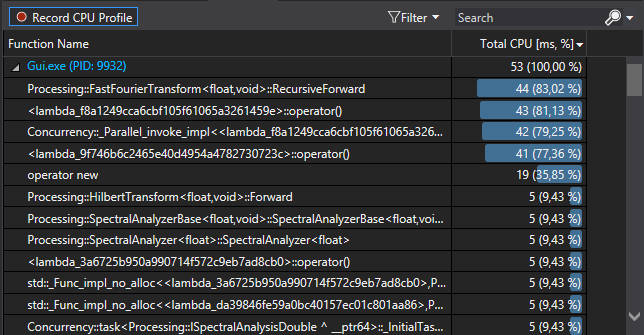 Record CPU Profile Filter Search
Function Name Total CPU [ms, %]
Gui.exe (PID: 9932) 53 (100,00 %)
Processing::FastFourierTransform<float,void>::RecursiveForward 44 (83,02 %)
<lambda_f8a1249cca6cbf105f61065a3261459e>::operator() 43 (81,13 %)
Concurrency::_Parallel_invoke_impl<<lambda_f8a1249cca6cbf105f61065a326... 42 (79,25 %)
<lambda_9f746b6c2465e40d4954a4782730723c>::operator() 41 (77,36 %)
operator new 19 (35,85 %)
Processing::HilbertTransform<float,void>::Forward 5 (9,43 %)
Processing::SpectralAnalyzerBase<float,void>::SpectralAnalyzerBase<float,voi... 5 (9,43 %)
Processing::SpectralAnalyzer<float>::SpectralAnalyzer<float> 5 (9,43 %)
<lambda_3a6725b950a990714f572c9eb7ad8cb0>::operator() 5 (9,43 %)
std::_Func_impl_no_alloc<<lambda_3a6725b950a990714f572c9eb7ad8cb0>,P... 5 (9,43 %)
std::_Func_impl_no_alloc<<lambda_da39846fe59a0bc40157ec01c801aa86>,P... 5 (9,43 %)
Concurrency::task<Processing::ISpectralAnalysisDouble ^ __ptr64>::_InitialTas... 5 (9,43 %)